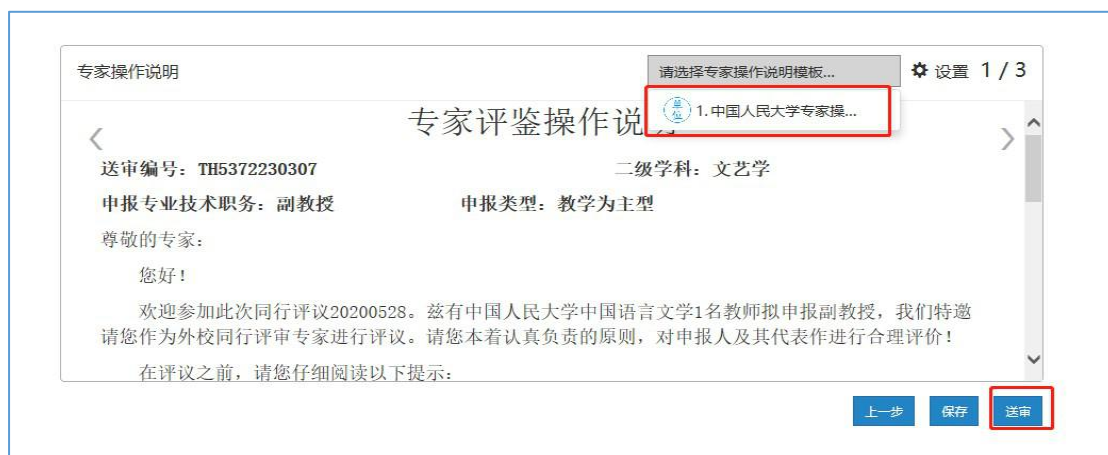 专家操作说明 请选择专家操作说明模板... 设置 1 / 3
单位 1.中国人民大学专家操...
专家评鉴操作说
送审编号：TH5372230307 二级学科：文艺学
申报专业技术职务：副教授 申报类型：教学为主型
尊敬的专家：
您好！
欢迎参加此次同行评议20200528。兹有中国人民大学中国语言文学1名教师拟申报副教授，我们特邀
请您作为外校同行评审专家进行评议。请您本着认真负责的原则，对申报人及其代表作进行合理评价！
在评议之前，请您仔细阅读以下提示：
上一步 保存 送审